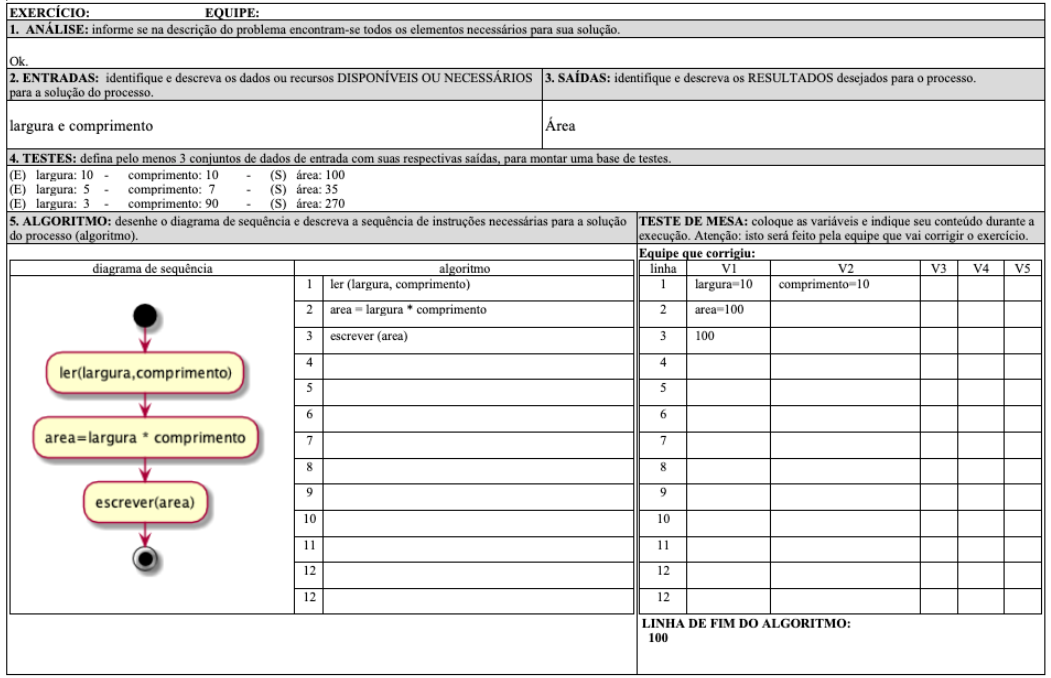 EXERCÍCIO: EQUIPE:
1. ANÁLISE: informe se na descrição do problema encontram-se todos os elementos necessários para sua solução.
Ok.
2. ENTRADAS: identifique e descreva os dados ou recursos DISPONÍVEIS OU NECESSÁRIOS
para a solução do processo.
3. SAÍDAS: identifique e descreva os RESULTADOS desejados para o processo.
largura e comprimento
Área
4. TESTES: defina pelo menos 3 conjuntos de dados de entrada com suas respectivas saídas, para montar uma base de testes.
(E) largura: 10 - comprimento: 10 - (S) área: 100
(E) largura: 5 - comprimento: 7 - (S) área: 35
(E) largura: 3 - comprimento: 90 - (S) área: 270
5. ALGORITMO: desenhe o diagrama de sequência e descreva a sequência de instruções necessárias para a solução
do processo (algoritmo).
diagrama de sequência
ler(largura,comprimento)
area=largura * comprimento
escrever(area)
algoritmo
1 ler (largura, comprimento)
2 area = largura * comprimento
3 escrever (area)
4
5
6
7
8
9
10
11
12
12
TESTE DE MESA: coloque as variáveis e indique seu conteúdo durante a
execução. Atenção: isto será feito pela equipe que vai corrigir o exercício.
Equipe que corrigiu:
linha V1 V2 V3 V4 V5
1 largura=10 comprimento=10
2 area=100
3 100
4
5
6
7
8
9
10
11
12
12
LINHA DE FIM DO ALGORITMO:
100